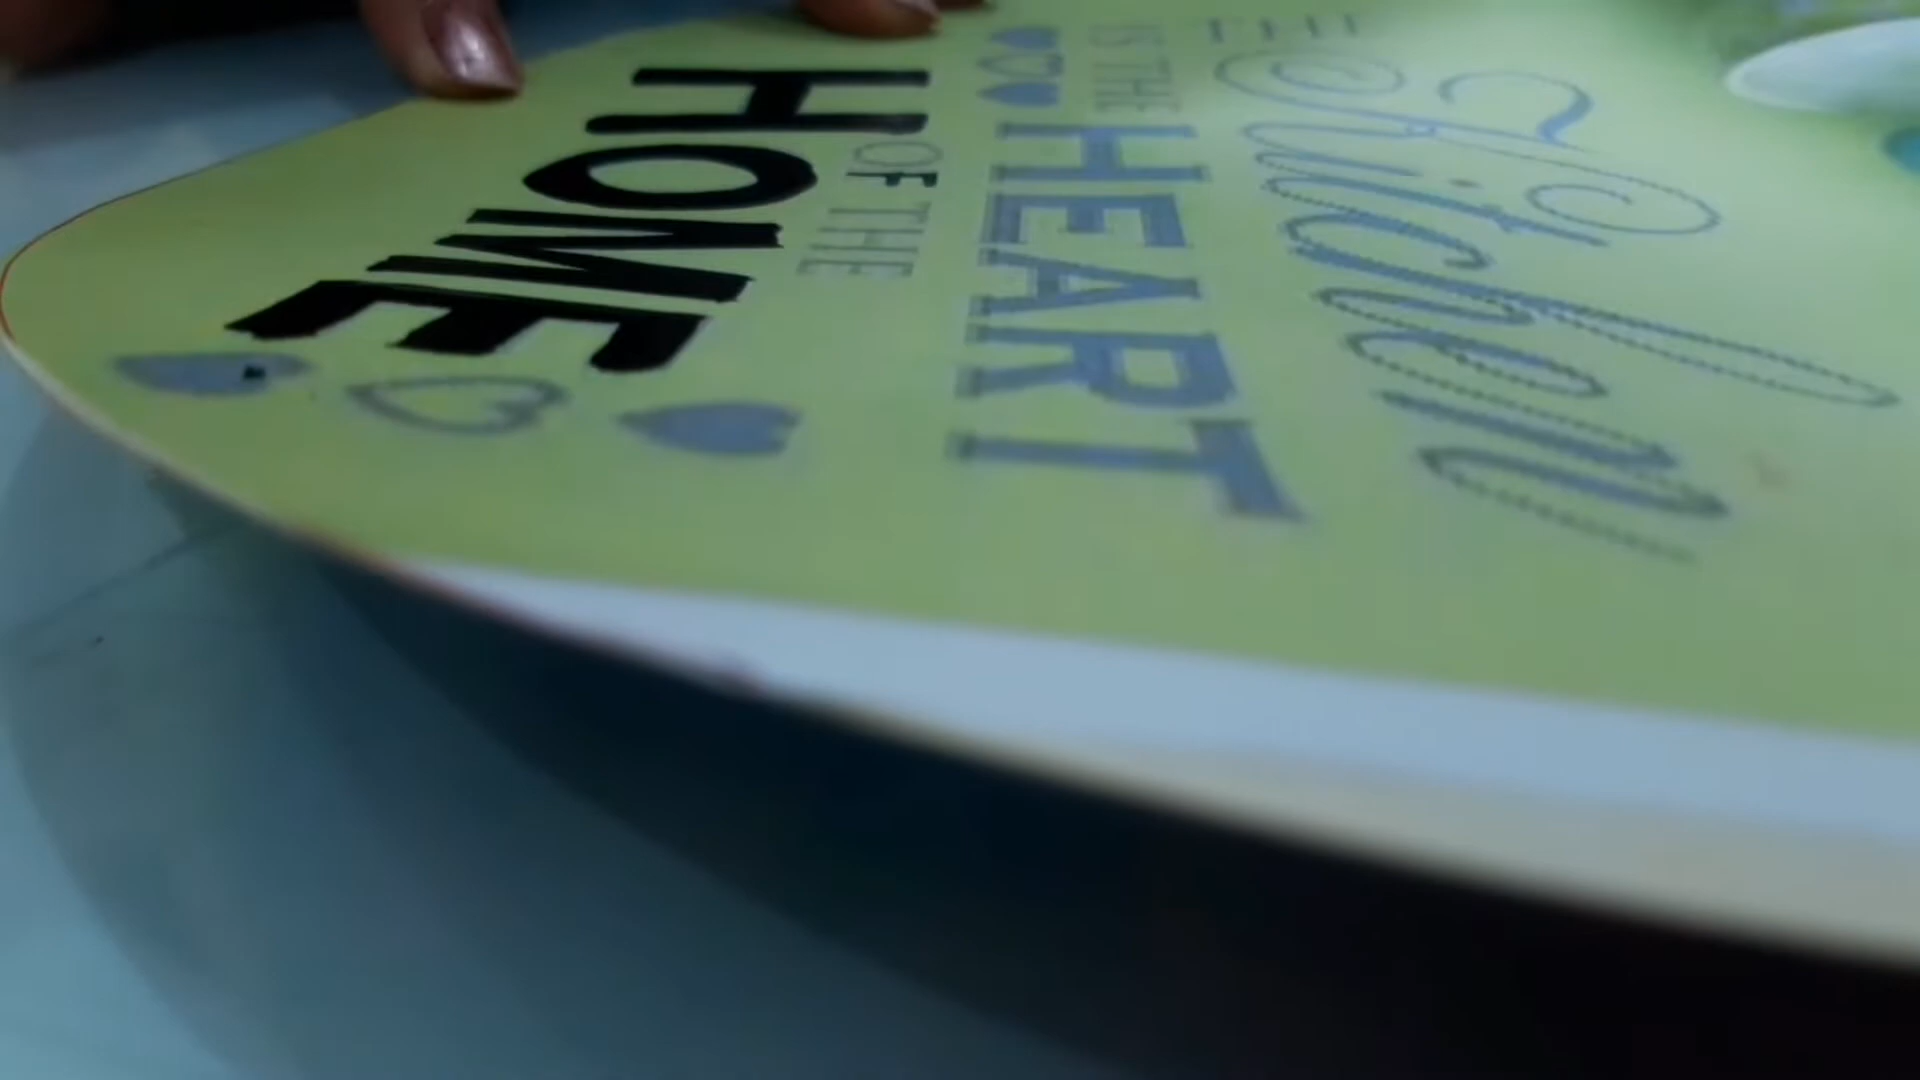 THE
Kitchen
IS THE
HEART
OF THE
HOME